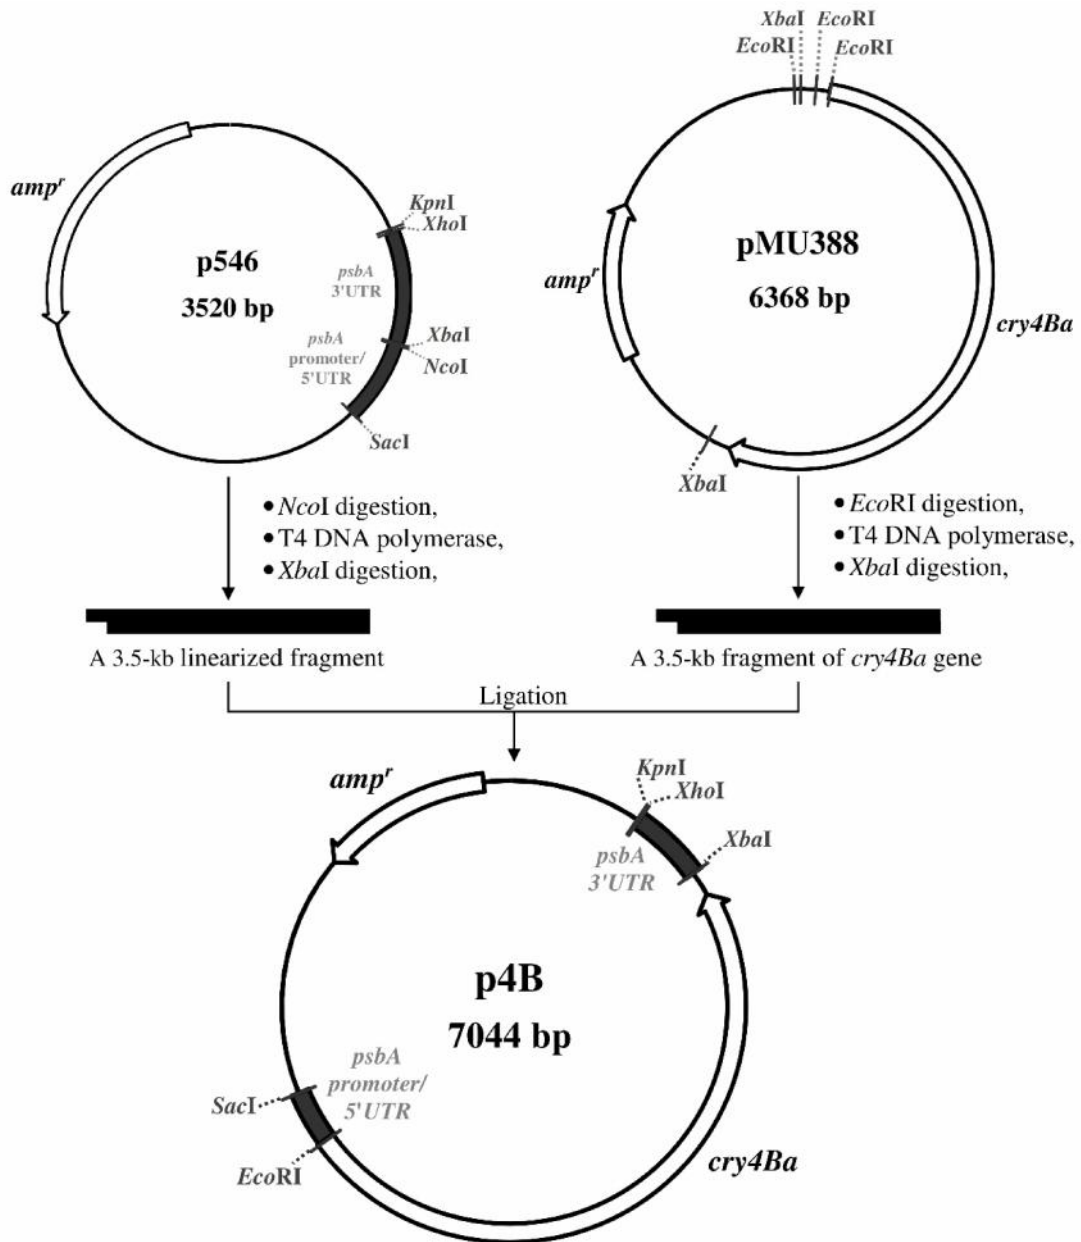 XbaI EcoRI
EcoRI EcoRI
ampʳ
KpnI
XhoI
p546
3520 bp
psbA
3'UTR
psbA
promoter/
5'UTR
XbaI
NcoI
SacI
pMU388
6368 bp
ampʳ
cry4Ba
XbaI
• NcoI digestion,
• T4 DNA polymerase,
• XbaI digestion,
• EcoRI digestion,
• T4 DNA polymerase,
• XbaI digestion,
A 3.5-kb linearized fragment
A 3.5-kb fragment of cry4Ba gene
Ligation
ampʳ
KpnI
XhoI
XbaI
psbA
3'UTR
p4B
7044 bp
psbA
promoter/
5'UTR
SacI
EcoRI
cry4Ba